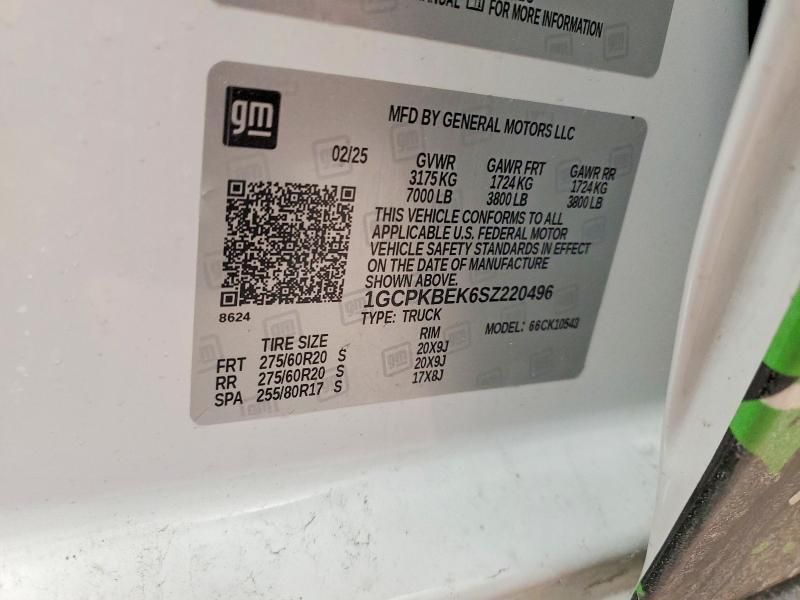 MANUAL FOR MORE INFORMATION
gm
MFD BY GENERAL MOTORS LLC
02/25
GVWR GAWR FRT GAWR RR
3175 KG 1724 KG 1724 KG
7000 LB 3800 LB 3800 LB
THIS VEHICLE CONFORMS TO ALL
APPLICABLE U.S. FEDERAL MOTOR
VEHICLE SAFETY STANDARDS IN EFFECT
ON THE DATE OF MANUFACTURE
SHOWN ABOVE.
1GCPKBEK6SZ220496
8624
TYPE: TRUCK MODEL: 66CK10543
TIRE SIZE RIM
FRT 275/60R20 S 20X9J
RR 275/60R20 S 20X9J
SPA 255/80R17 S 17X8J